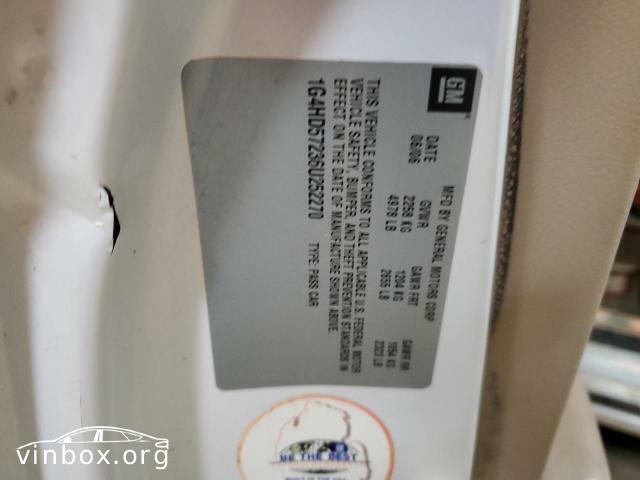 GM
MFD BY GENERAL MOTORS CORP
DATE GVWR GAWR FRT GAWR RR
06/06 2258 KG 1204 KG 1054 KG
4978 LB 2655 LB 2323 LB
THIS VEHICLE CONFORMS TO ALL APPLICABLE U.S. FEDERAL MOTOR
VEHICLE SAFETY, BUMPER, AND THEFT PREVENTION STANDARDS IN
EFFECT ON THE DATE OF MANUFACTURE SHOWN ABOVE.
1G4HD57236U252270 TYPE: PASS CAR
BE THE BEST
vinbox.org